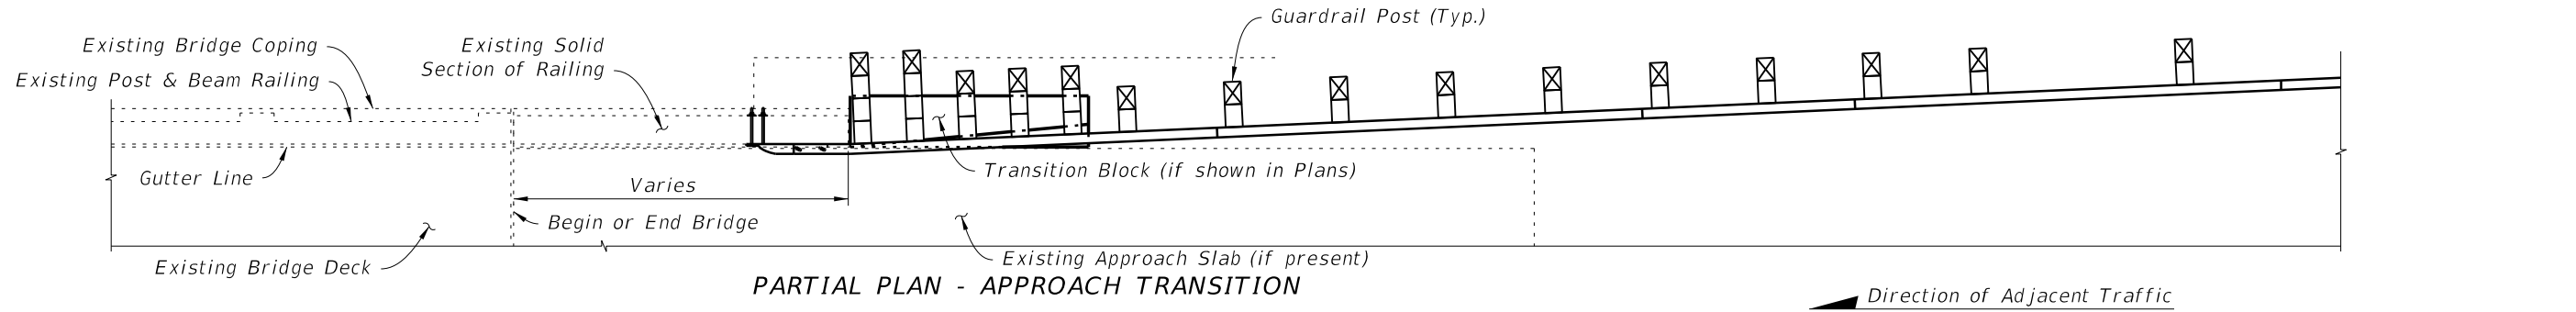 Guardrail Post (Typ.)
Existing Bridge Coping
Existing Solid
Section of Railing
Existing Post & Beam Railing
Transition Block (if shown in Plans)
Gutter Line
Varies
Begin or End Bridge
Existing Approach Slab (if present)
Existing Bridge Deck
PARTIAL PLAN - APPROACH TRANSITION
Direction of Adjacent Traffic